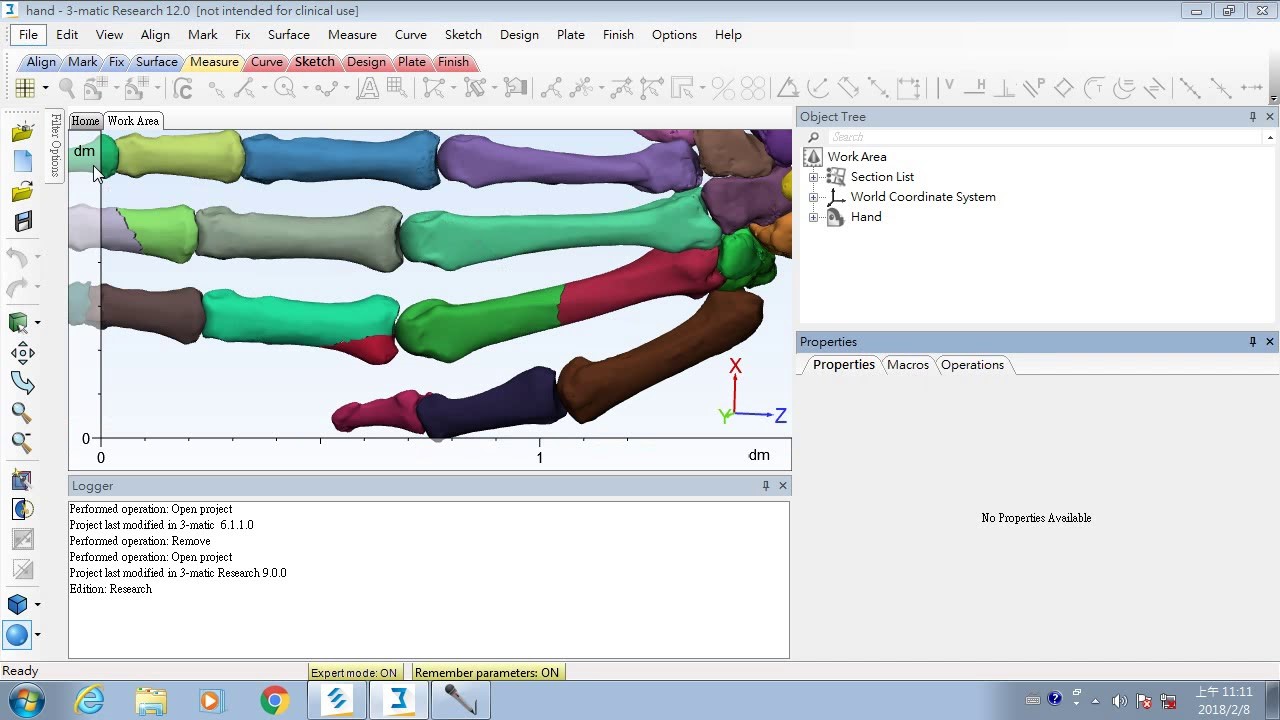 hand - 3-matic Research 12.0 [not intended for clinical use]
File Edit View Align Mark Fix Surface Measure Curve Sketch Design Plate Finish Options Help
Align Mark Fix Surface Measure Curve Sketch Design Plate Finish
Home Work Area
Filter Options
dm
X
Y
Z
0
0 1 dm
Object Tree
Search
Work Area
Section List
World Coordinate System
Hand
Properties
Properties Macros Operations
No Properties Available
Logger
Performed operation: Open project
Project last modified in 3-matic 6.1.1.0
Performed operation: Remove
Performed operation: Open project
Project last modified in 3-matic Research 9.0.0
Edition: Research
Ready
Expert mode: ON
Remember parameters: ON
上午 11:11
2018/2/8